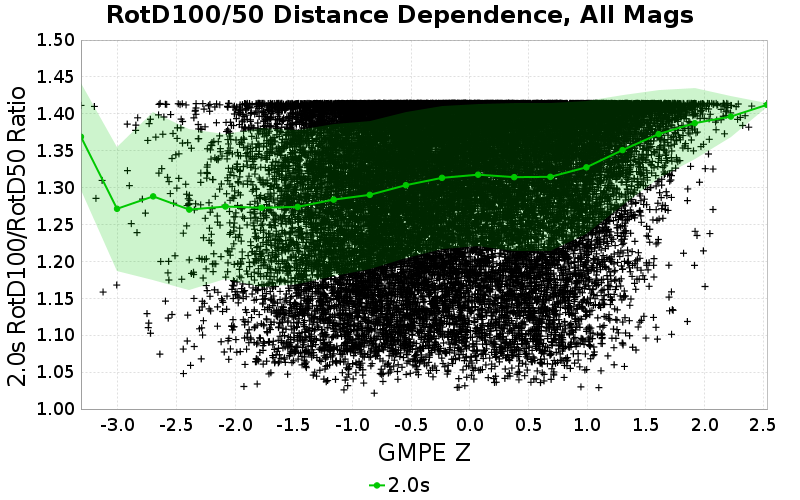 RotD100/50 Distance Dependence, All Mags
2.0s RotD100/RotD50 Ratio
1.50
1.45
1.40
1.35
1.30
1.25
1.20
1.15
1.10
1.05
1.00
-3.0 -2.5 -2.0 -1.5 -1.0 -0.5 0.0 0.5 1.0 1.5 2.0 2.5
GMPE Z
2.0s